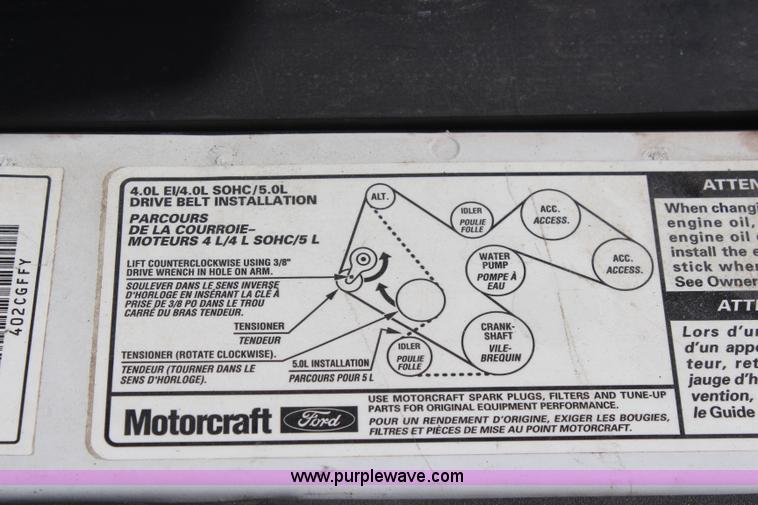 402CGFFY
4.0L EI/4.0L SOHC/5.0L
DRIVE BELT INSTALLATION
PARCOURS
DE LA COURROIE–
MOTEURS 4 L/4 L SOHC/5 L
LIFT COUNTERCLOCKWISE USING 3/8"
DRIVE WRENCH IN HOLE ON ARM.
SOULEVER DANS LE SENS INVERSE
D'HORLOGE EN INSÉRANT LA CLÉ À
PRISE DE 3/8 PO DANS LE TROU
CARRÉ DU BRAS TENDEUR.
TENSIONER
TENDEUR
TENSIONER (ROTATE CLOCKWISE).
TENDEUR (TOURNER DANS LE
SENS D'HORLOGE).
5.0L INSTALLATION
PARCOURS POUR 5 L
ALT.
IDLER
POULIE
FOLLE
ACC.
ACCESS.
ACC.
ACCESS.
WATER
PUMP
POMPE À
EAU
CRANK-
SHAFT
VILE-
BREQUIN
IDLER
POULIE
FOLLE
Motorcraft
Ford
USE MOTORCRAFT SPARK PLUGS, FILTERS AND TUNE-UP
PARTS FOR ORIGINAL EQUIPMENT PERFORMANCE.
POUR UN RENDEMENT D'ORIGINE, EXIGER LES BOUGIES,
FILTRES ET PIÈCES DE MISE AU POINT MOTORCRAFT.
ATTEN
When changi
engine oil,
engine oil
install the e
stick when
See Owner
ATTE
Lors d'un
d'un appe
teur, ret
jauge d'h
vention,
le Guide
www.purplewave.com